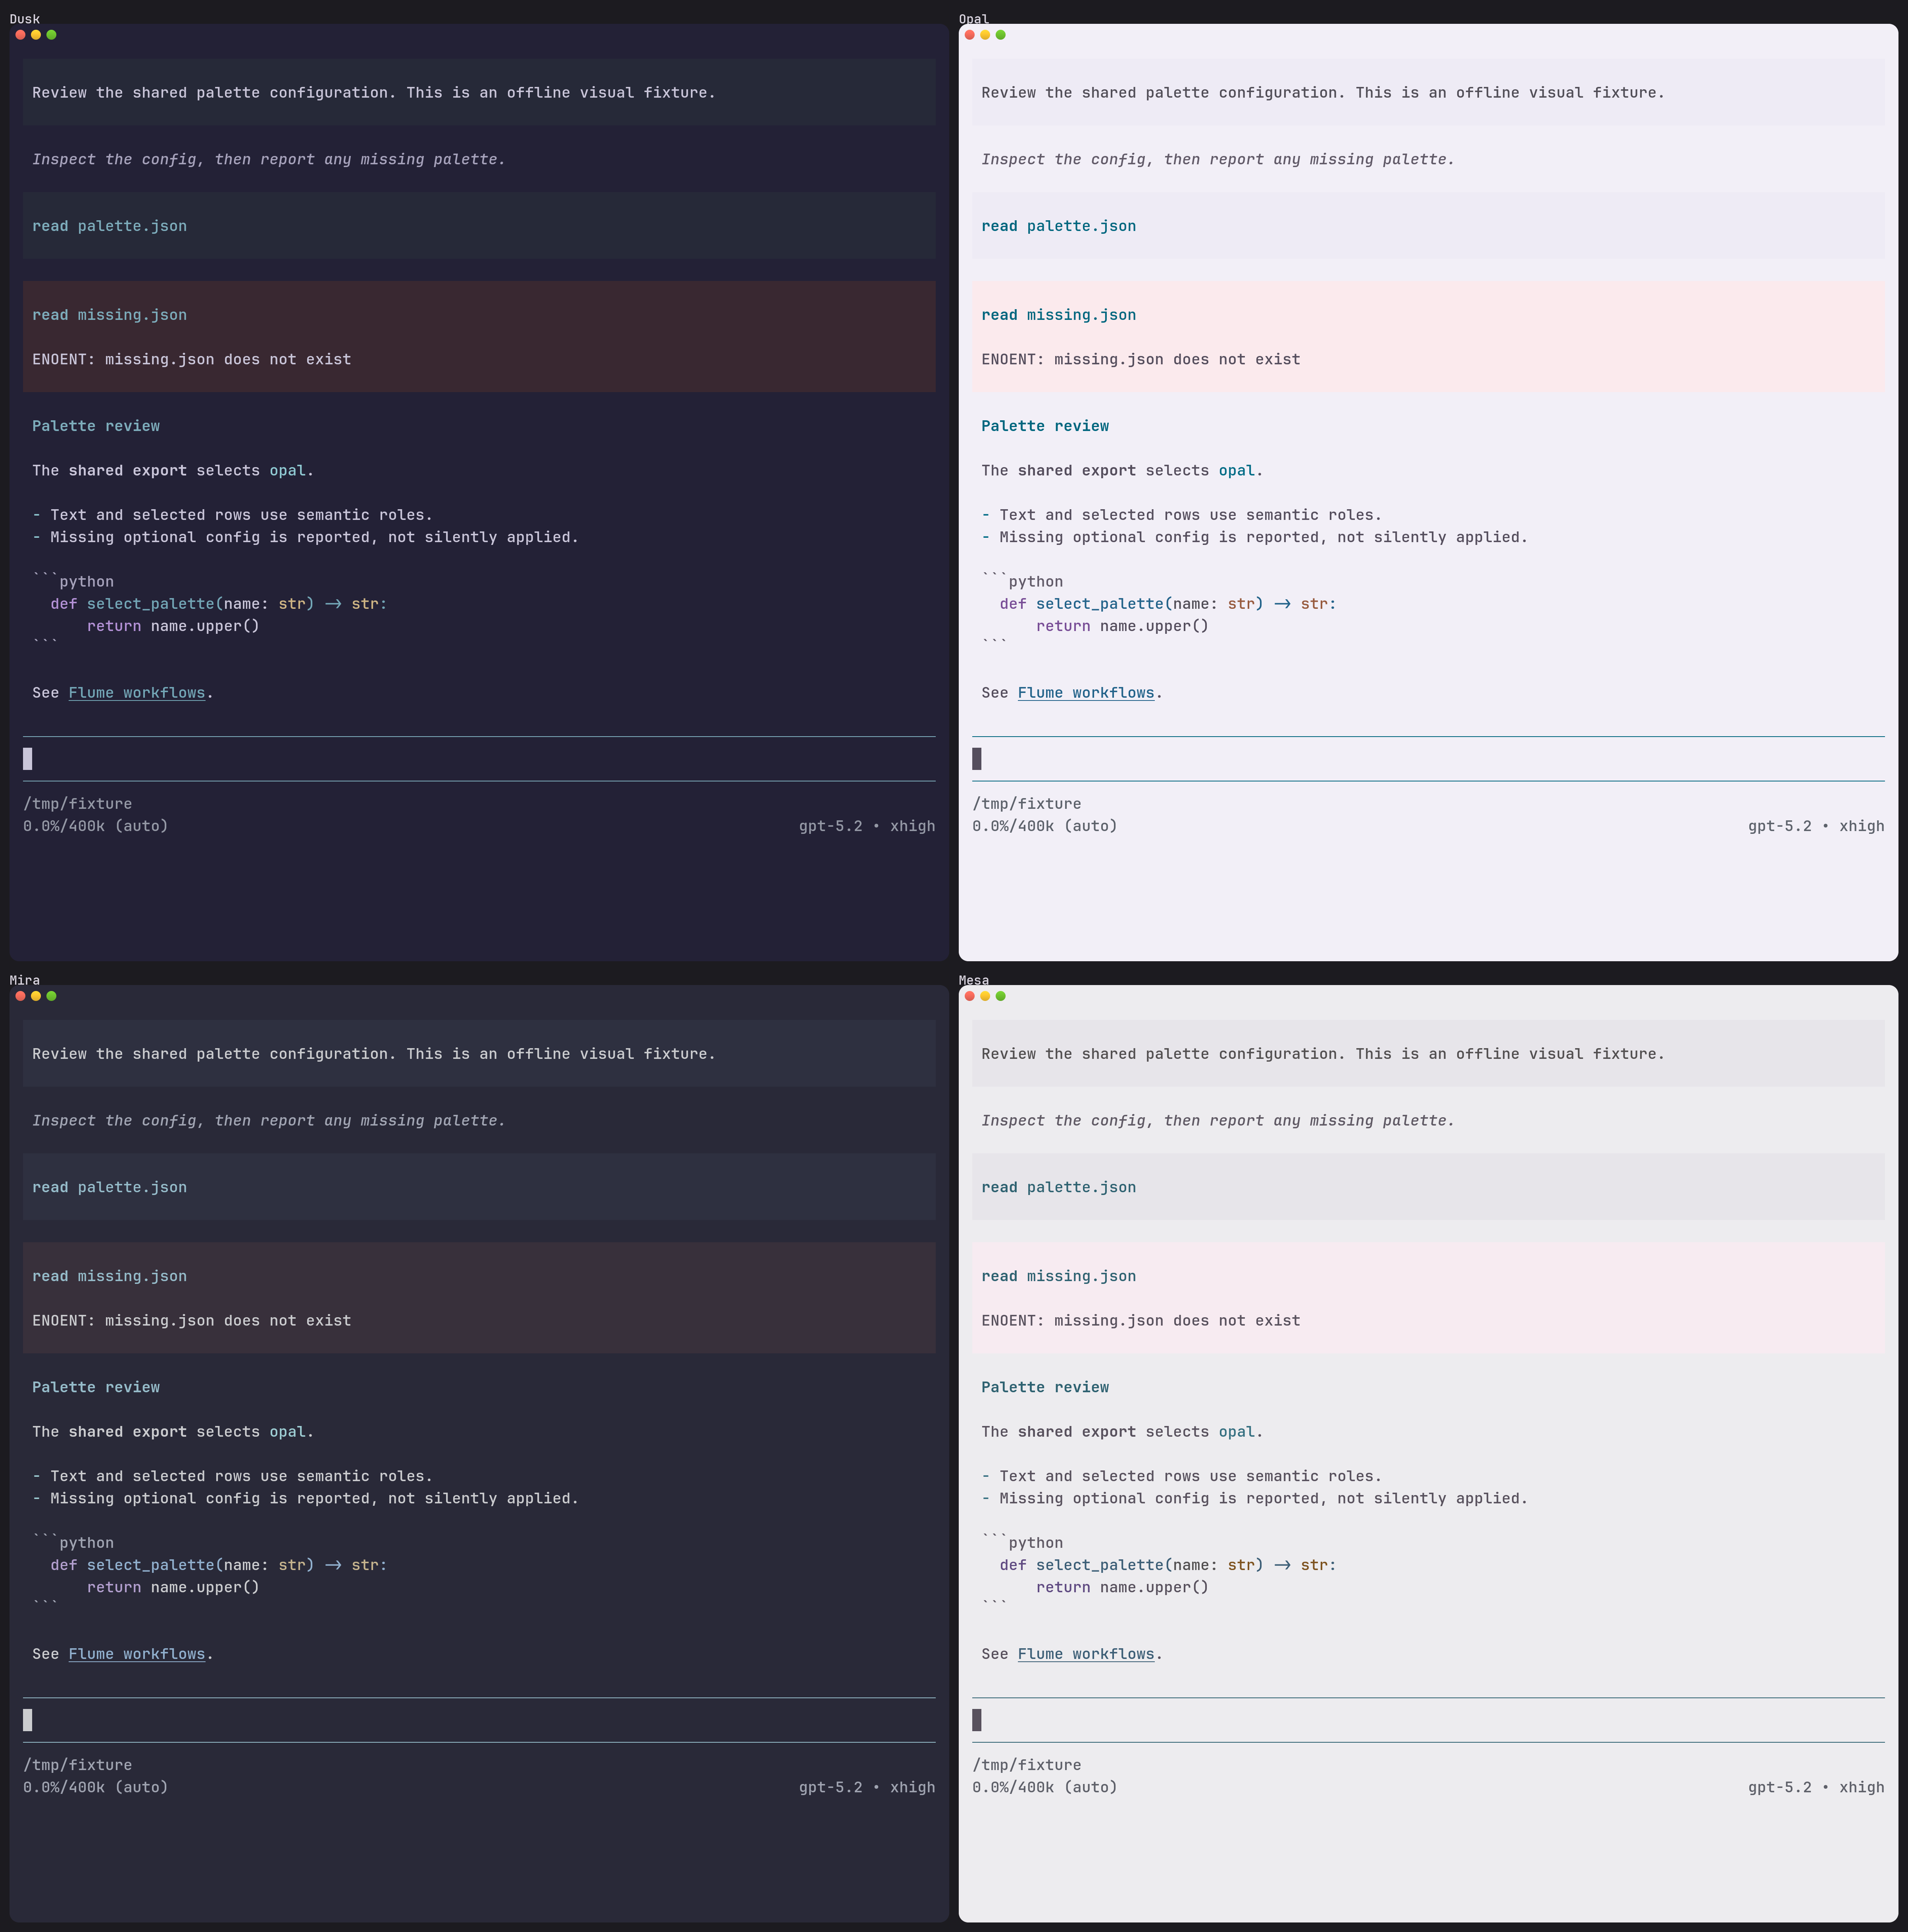 Dusk
Review the shared palette configuration. This is an offline visual fixture.
Inspect the config, then report any missing palette.
read palette.json
read missing.json
ENOENT: missing.json does not exist
Palette review
The shared export selects opal.
- Text and selected rows use semantic roles.
- Missing optional config is reported, not silently applied.
```python
  def select_palette(name: str) -> str:
      return name.upper()
```
See Flume workflows.
/tmp/fixture
0.0%/400k (auto) gpt-5.2 • xhigh
Opal
Review the shared palette configuration. This is an offline visual fixture.
Inspect the config, then report any missing palette.
read palette.json
read missing.json
ENOENT: missing.json does not exist
Palette review
The shared export selects opal.
- Text and selected rows use semantic roles.
- Missing optional config is reported, not silently applied.
```python
  def select_palette(name: str) -> str:
      return name.upper()
```
See Flume workflows.
/tmp/fixture
0.0%/400k (auto) gpt-5.2 • xhigh
Mira
Review the shared palette configuration. This is an offline visual fixture.
Inspect the config, then report any missing palette.
read palette.json
read missing.json
ENOENT: missing.json does not exist
Palette review
The shared export selects opal.
- Text and selected rows use semantic roles.
- Missing optional config is reported, not silently applied.
```python
  def select_palette(name: str) -> str:
      return name.upper()
```
See Flume workflows.
/tmp/fixture
0.0%/400k (auto) gpt-5.2 • xhigh
Mesa
Review the shared palette configuration. This is an offline visual fixture.
Inspect the config, then report any missing palette.
read palette.json
read missing.json
ENOENT: missing.json does not exist
Palette review
The shared export selects opal.
- Text and selected rows use semantic roles.
- Missing optional config is reported, not silently applied.
```python
  def select_palette(name: str) -> str:
      return name.upper()
```
See Flume workflows.
/tmp/fixture
0.0%/400k (auto) gpt-5.2 • xhigh